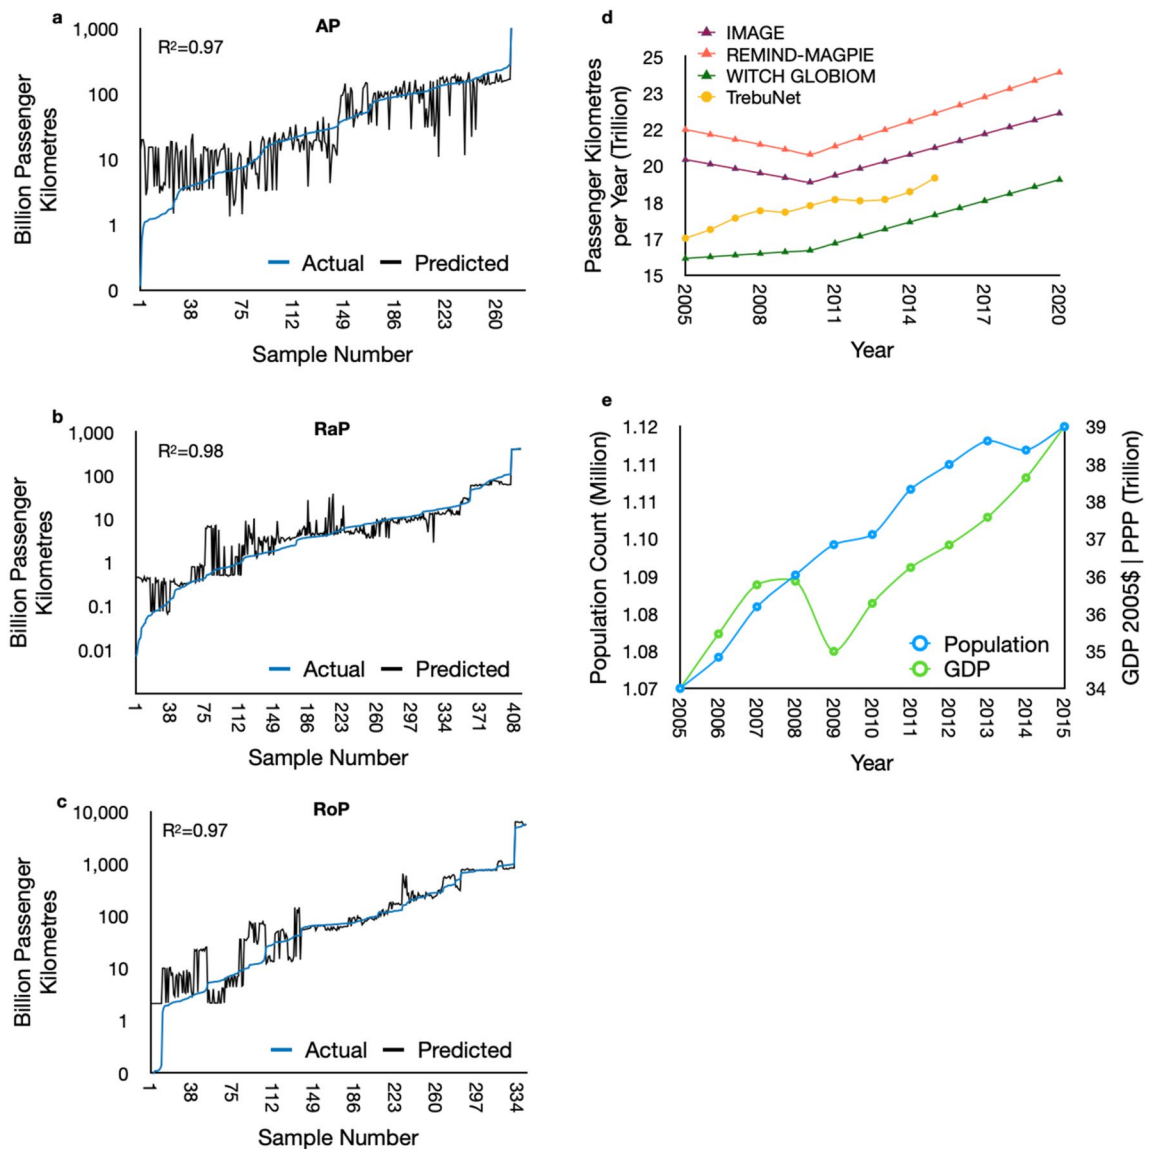 a
AP
R²=0.97
1,000
100
10
1
0
Billion Passenger
Kilometres
Actual
Predicted
1
38
75
112
149
186
223
260
Sample Number
b
RaP
R²=0.98
1,000
100
10
1
0.1
0.01
Billion Passenger
Kilometres
Actual
Predicted
1
38
75
112
149
186
223
260
297
334
371
408
Sample Number
c
RoP
R²=0.97
10,000
1,000
100
10
1
0
Billion Passenger
Kilometres
Actual
Predicted
1
38
75
112
149
186
223
260
297
334
Sample Number
d
IMAGE
REMIND-MAGPIE
WITCH GLOBIOM
TrebuNet
25
23
22
20
18
17
15
Passenger Kilometres
per Year (Trillion)
2005
2008
2011
2014
2017
2020
Year
e
1.12
1.11
1.11
1.10
1.09
1.08
1.08
1.07
Population Count (Million)
39
38
38
37
36
36
35
34
GDP 2005$ | PPP (Trillion)
Population
GDP
2005
2006
2007
2008
2009
2010
2011
2012
2013
2014
2015
Year